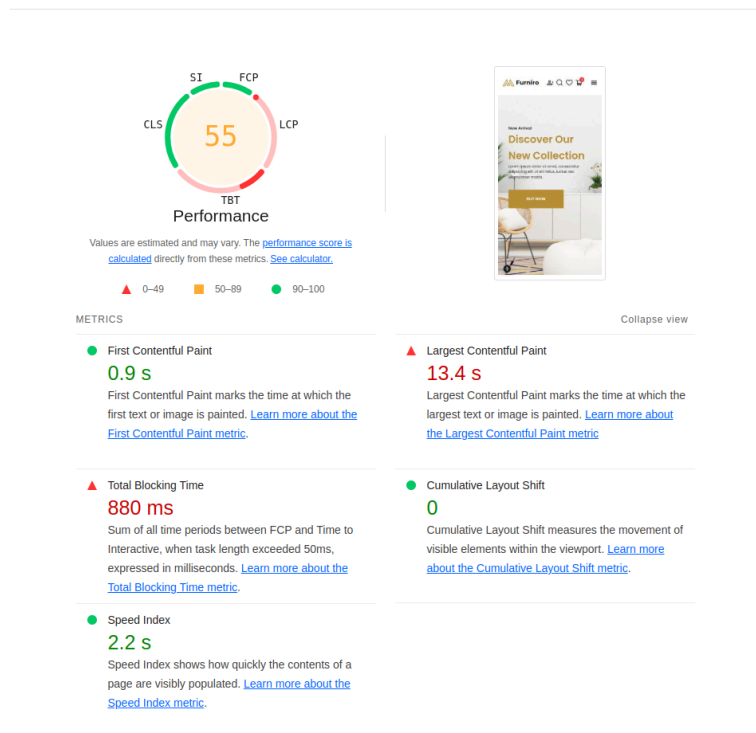 SI
FCP
CLS
LCP
55
TBT
Performance
Values are estimated and may vary. The performance score is
calculated directly from these metrics. See calculator.
0–49
50–89
90–100
Furniro
New Arrival
Discover Our
New Collection
BUY NOW
METRICS
Collapse view
First Contentful Paint
0.9 s
First Contentful Paint marks the time at which the
first text or image is painted. Learn more about the
First Contentful Paint metric.
Largest Contentful Paint
13.4 s
Largest Contentful Paint marks the time at which the
largest text or image is painted. Learn more about
the Largest Contentful Paint metric
Total Blocking Time
880 ms
Sum of all time periods between FCP and Time to
Interactive, when task length exceeded 50ms,
expressed in milliseconds. Learn more about the
Total Blocking Time metric.
Cumulative Layout Shift
0
Cumulative Layout Shift measures the movement of
visible elements within the viewport. Learn more
about the Cumulative Layout Shift metric.
Speed Index
2.2 s
Speed Index shows how quickly the contents of a
page are visibly populated. Learn more about the
Speed Index metric.